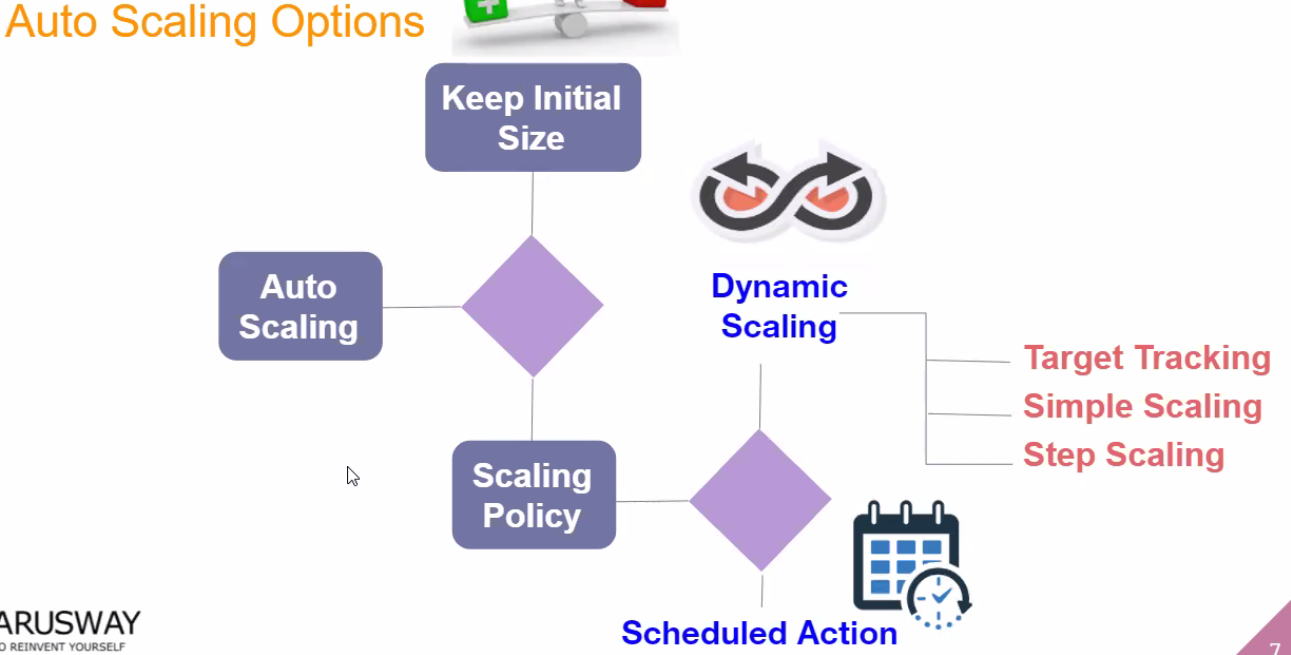 Auto Scaling Options
Keep Initial
Size
Auto
Scaling
Dynamic
Scaling
Target Tracking
Simple Scaling
Step Scaling
Scaling
Policy
Scheduled Action
ARUSWAY
O REINVENT YOURSELF
7